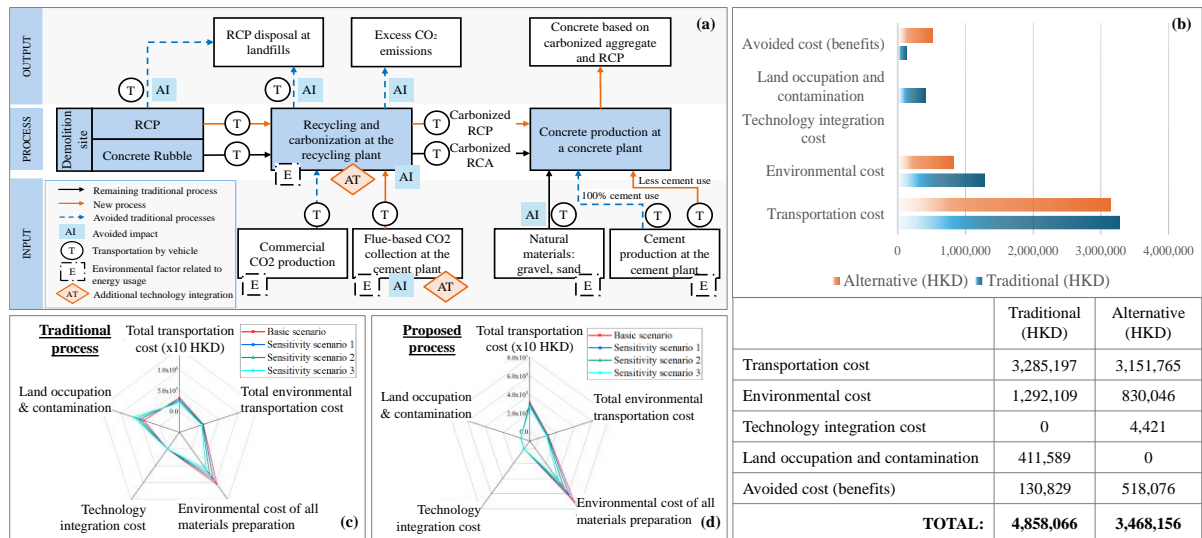 OUTPUT
PROCESS
INPUT
(a)
RCP disposal at
landfills
Excess CO₂
emissions
Concrete based on
carbonized aggregate
and RCP
T
AI
T
AI
AI
Demolition
site
RCP
Concrete Rubble
T
T
Recycling and
carbonization at the
recycling plant
T
T
Carbonized
RCP
Carbonized
RCA
Concrete production at
a concrete plant
E
AT
AI
Less cement use
100% cement use
T
T
AI
T
T
T
Commercial
CO2 production
Flue-based CO2
collection at the
cement plant
Natural
materials:
gravel, sand
Cement
production at the
cement plant
E
E
AI
AT
E
E
Remaining traditional process
New process
Avoided traditional processes
AI
Avoided impact
T
Transportation by vehicle
E
Environmental factor related to
energy usage
AT
Additional technology integration
(b)
Avoided cost (benefits)
Land occupation and
contamination
Technology integration
cost
Environmental cost
Transportation cost
0 1000,000 2000,000 3000,000 4000,000
Alternative (HKD) Traditional (HKD)
Traditional
(HKD)
Alternative
(HKD)
Transportation cost 3,285,197 3,151,765
Environmental cost 1,292,109 830,046
Technology integration cost 0 4,421
Land occupation and contamination 411,589 0
Avoided cost (benefits) 130,829 518,076
TOTAL: 4,858,066 3,468,156
Traditional
process
Total transportation
cost (x10 HKD)
Basic scenario
Sensitivity scenario 1
Sensitivity scenario 2
Sensitivity scenario 3
0.0
Land occupation
& contamination
Total environmental
transportation cost
Technology
integration cost
Environmental cost of all
materials preparation
(c)
Proposed
process
Total transportation
cost (x10 HKD)
Basic scenario
Sensitivity scenario 1
Sensitivity scenario 2
Sensitivity scenario 3
0.0
Land occupation
& contamination
Total environmental
transportation cost
Technology
integration cost
Environmental cost of all
materials preparation
(d)